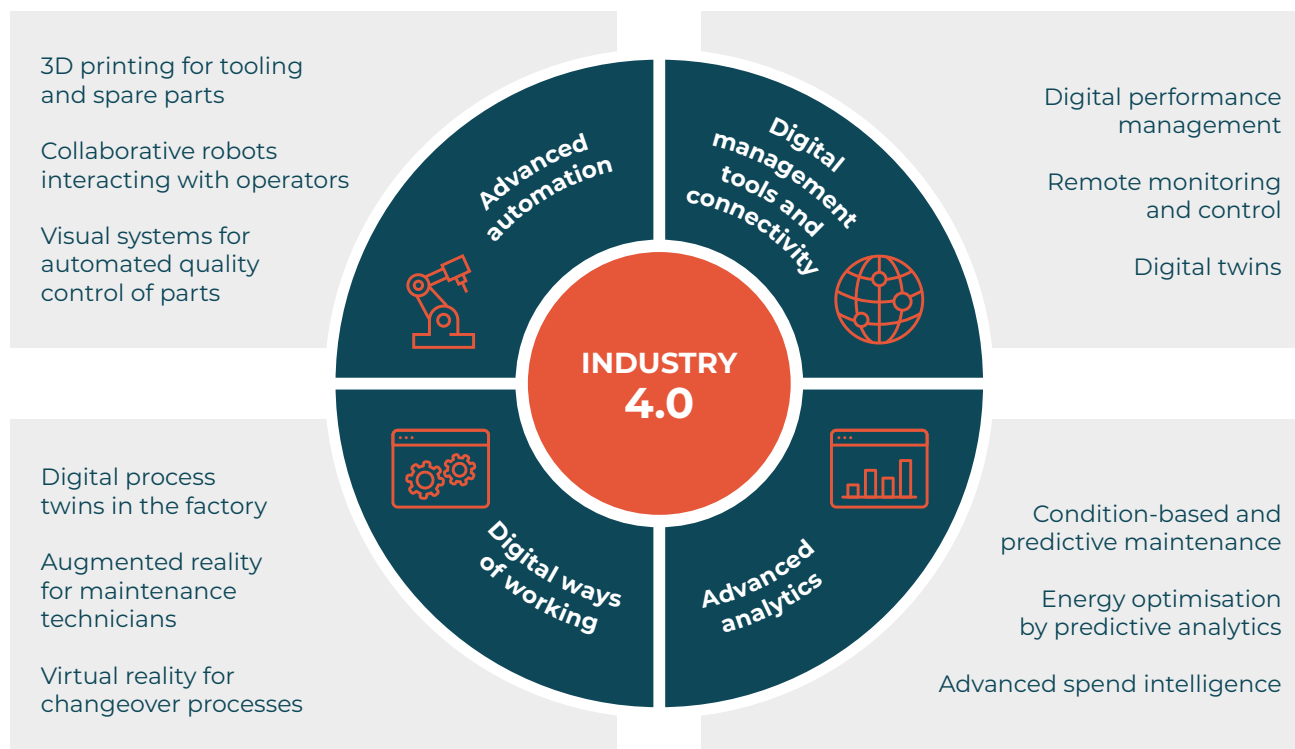 3D printing for tooling
and spare parts
Collaborative robots
interacting with operators
Visual systems for
automated quality
control of parts
Advanced
automation
Digital
management
tools and
connectivity
Digital performance
management
Remote monitoring
and control
Digital twins
INDUSTRY
4.0
Digital process
twins in the factory
Augmented reality
for maintenance
technicians
Virtual reality for
changeover processes
Digital ways
of working
Advanced
analytics
Condition-based and
predictive maintenance
Energy optimisation
by predictive analytics
Advanced spend intelligence